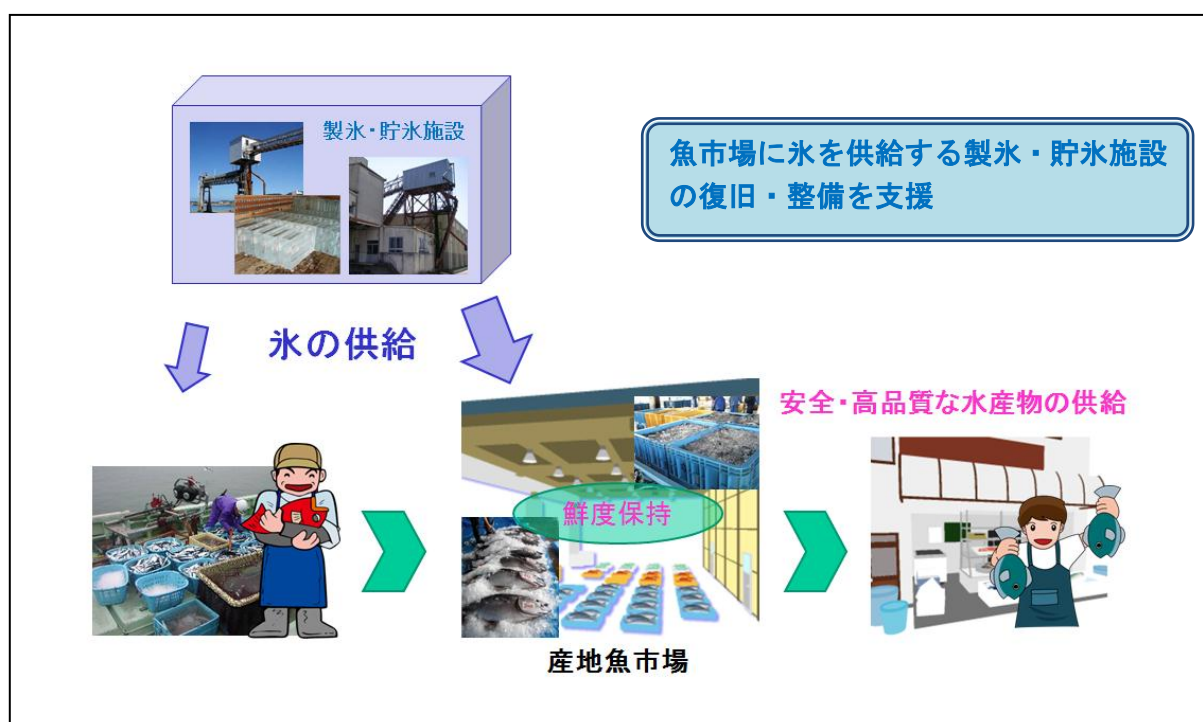 製氷・貯氷施設
魚市場に氷を供給する製氷・貯氷施設
の復旧・整備を支援
氷の供給
安全・高品質な水産物の供給
鮮度保持
産地魚市場